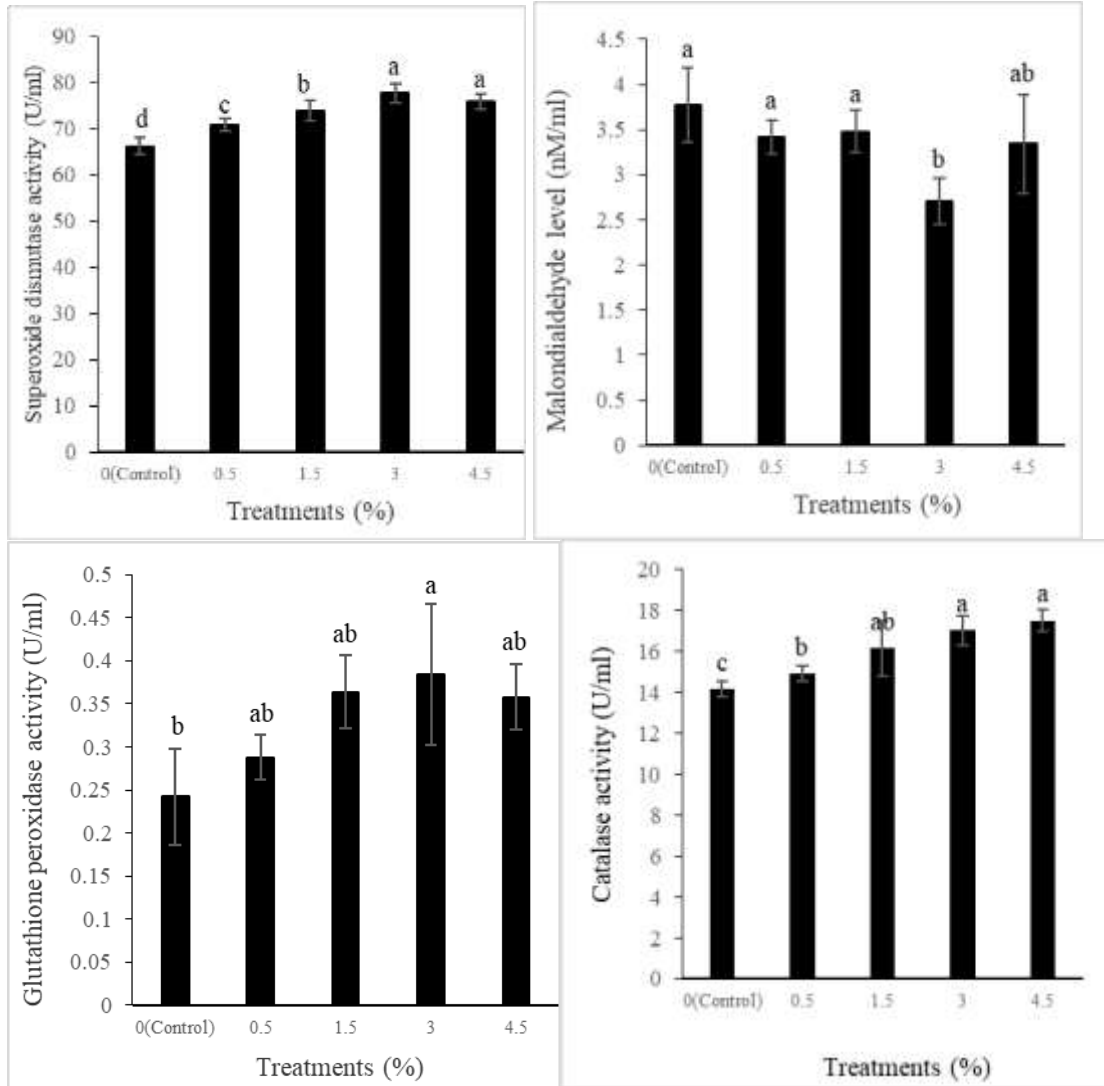 Superoxide dismutase activity (U/ml)
90
80
70
60
50
40
30
20
10
0
d
c
b
a
a
0(Control) 0.5 1.5 3 4.5
Treatments (%)
Malondialdehyde level (nM/ml)
4.5
4
3.5
3
2.5
2
1.5
1
0.5
0
a
a
a
b
ab
0(Control) 0.5 1.5 3 4.5
Treatments (%)
Glutathione peroxidase activity (U/ml)
0.5
0.45
0.4
0.35
0.3
0.25
0.2
0.15
0.1
0.05
0
b
ab
ab
a
ab
0(Control) 0.5 1.5 3 4.5
Treatments (%)
Catalase activity (U/ml)
20
18
16
14
12
10
8
6
4
2
0
c
b
ab
a
a
0(Control) 0.5 1.5 3 4.5
Treatments (%)